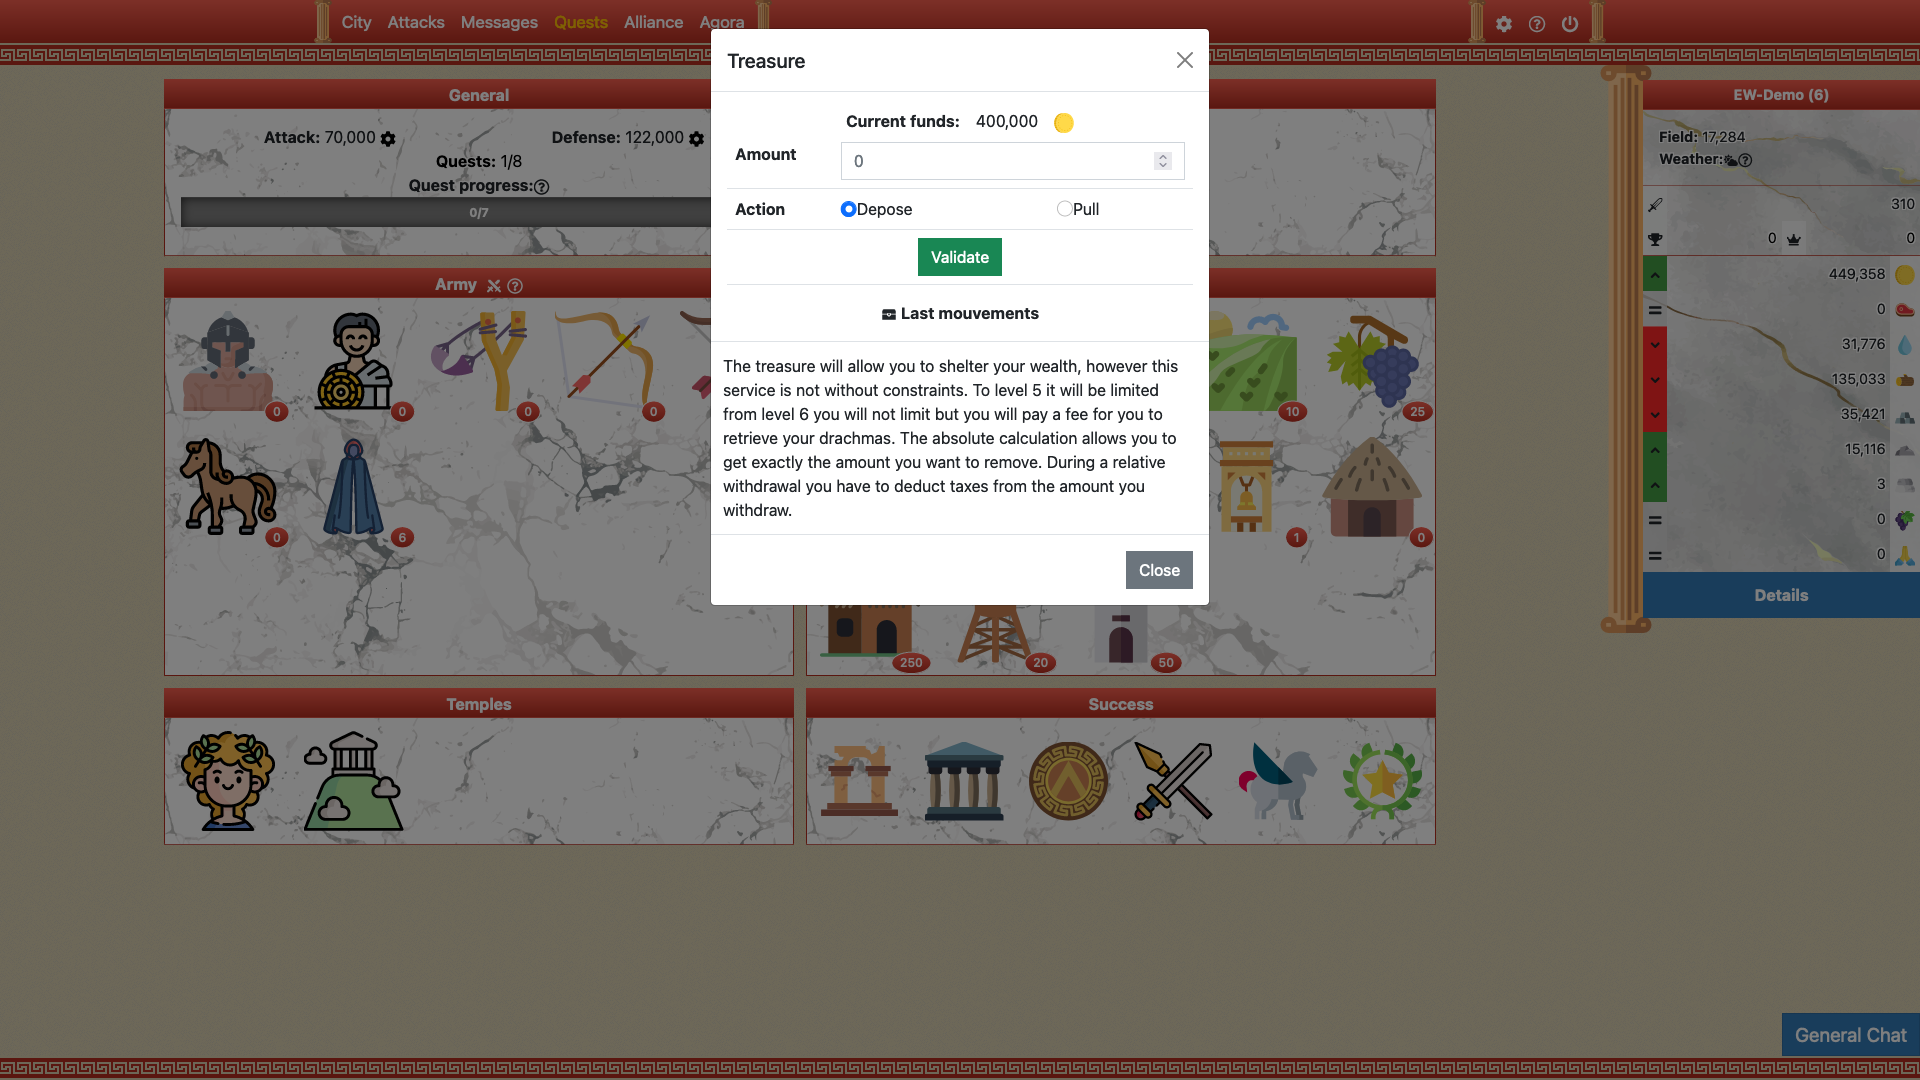 City Attacks Messages Quests Alliance Agora
Treasure
Current funds: 400,000
Amount 0
Action Depose Pull
Validate
Last mouvements
The treasure will allow you to shelter your wealth, however this
service is not without constraints. To level 5 it will be limited
from level 6 you will not limit but you will pay a fee for you to
retrieve your drachmas. The absolute calculation allows you to
get exactly the amount you want to remove. During a relative
withdrawal you have to deduct taxes from the amount you
withdraw.
Close
General
Attack: 70,000 Defense: 122,000
Quests: 1/8
Quest progress:
0/7
Army
0 0 0 0
0 6
10 25
1 0
250 20 50
Temples
Success
EW-Demo (6)
Field: 17,284
Weather:
310
0 0
449,358
0
31,776
135,033
35,421
15,116
3
0
0
Details
General Chat